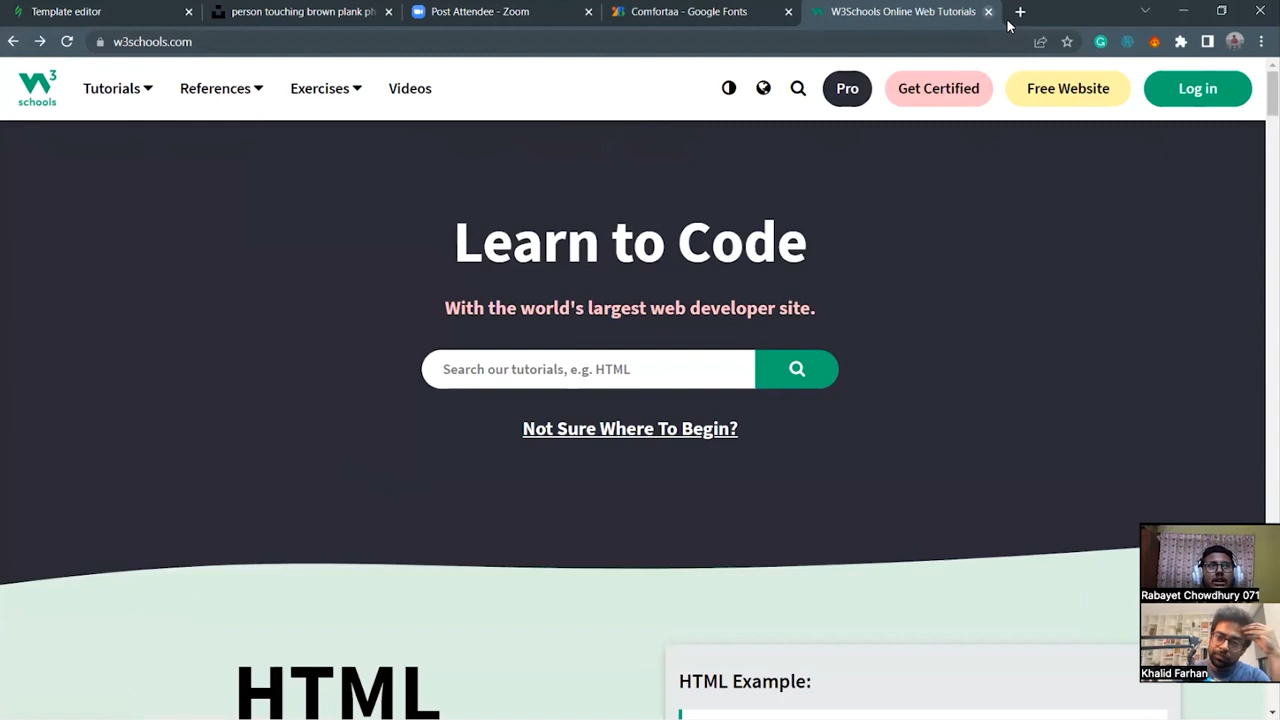 Template editor
person touching brown plank ph
Post Attendee - Zoom
Comfortaa - Google Fonts
W3Schools Online Web Tutorials
w3schools.com
W3
schools
Tutorials
References
Exercises
Videos
Pro
Get Certified
Free Website
Log in
Learn to Code
With the world's largest web developer site.
Search our tutorials, e.g. HTML
Not Sure Where To Begin?
HTML
HTML Example:
Rabayet Chowdhury 071
Khalid Farhan